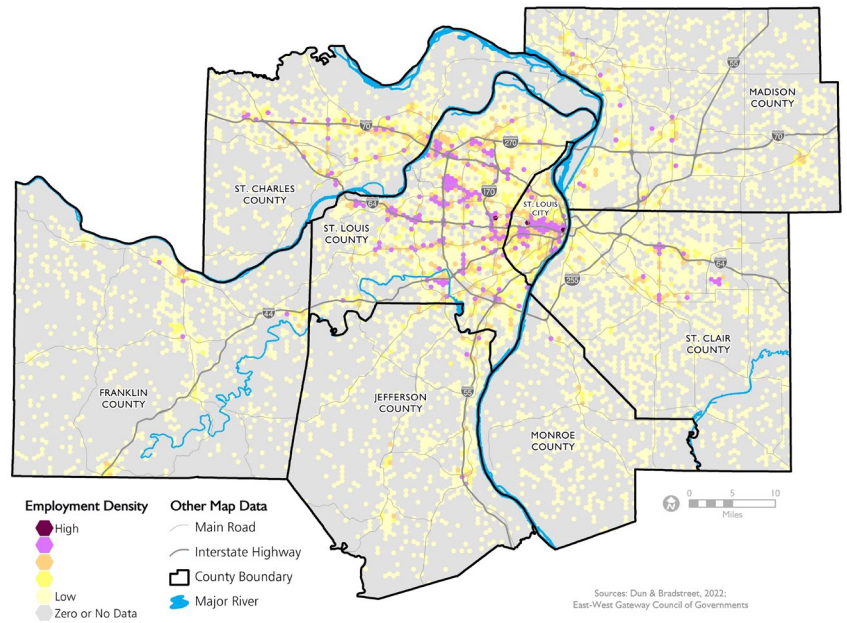 55
MADISON
COUNTY
70
70
270
ST. CHARLES
COUNTY
170
64
ST. LOUIS
CITY
ST. LOUIS
COUNTY
64
255
44
ST. CLAIR
COUNTY
FRANKLIN
COUNTY
JEFFERSON
COUNTY
55
MONROE
COUNTY
Employment Density
High
Low
Zero or No Data
Other Map Data
Main Road
Interstate Highway
County Boundary
Major River
N
0 5 10
Miles
Sources: Dun & Bradstreet, 2022;
East-West Gateway Council of Governments